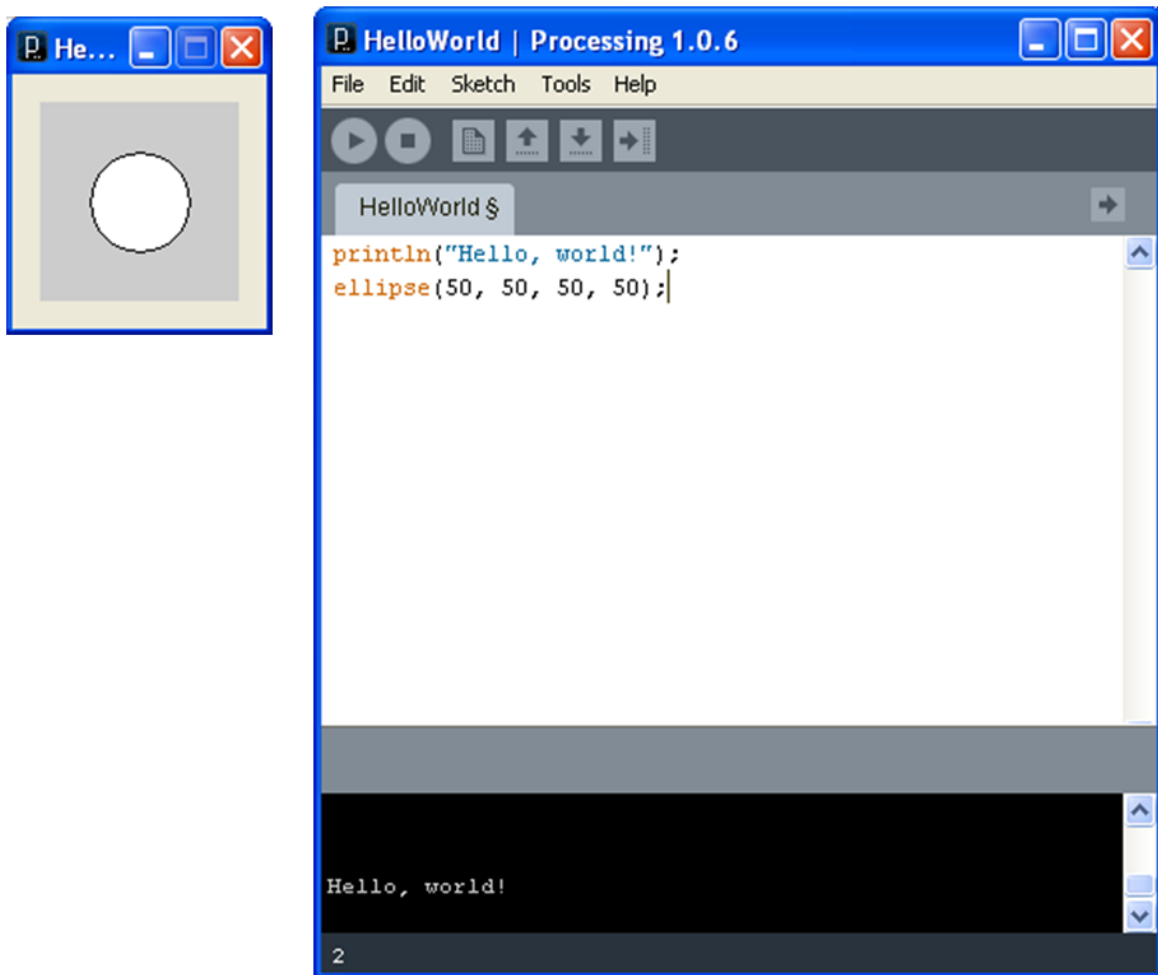 He...
HelloWorld | Processing 1.0.6
File Edit Sketch Tools Help
HelloWorld §
println("Hello, world!");
ellipse(50, 50, 50, 50);
Hello, world!
2